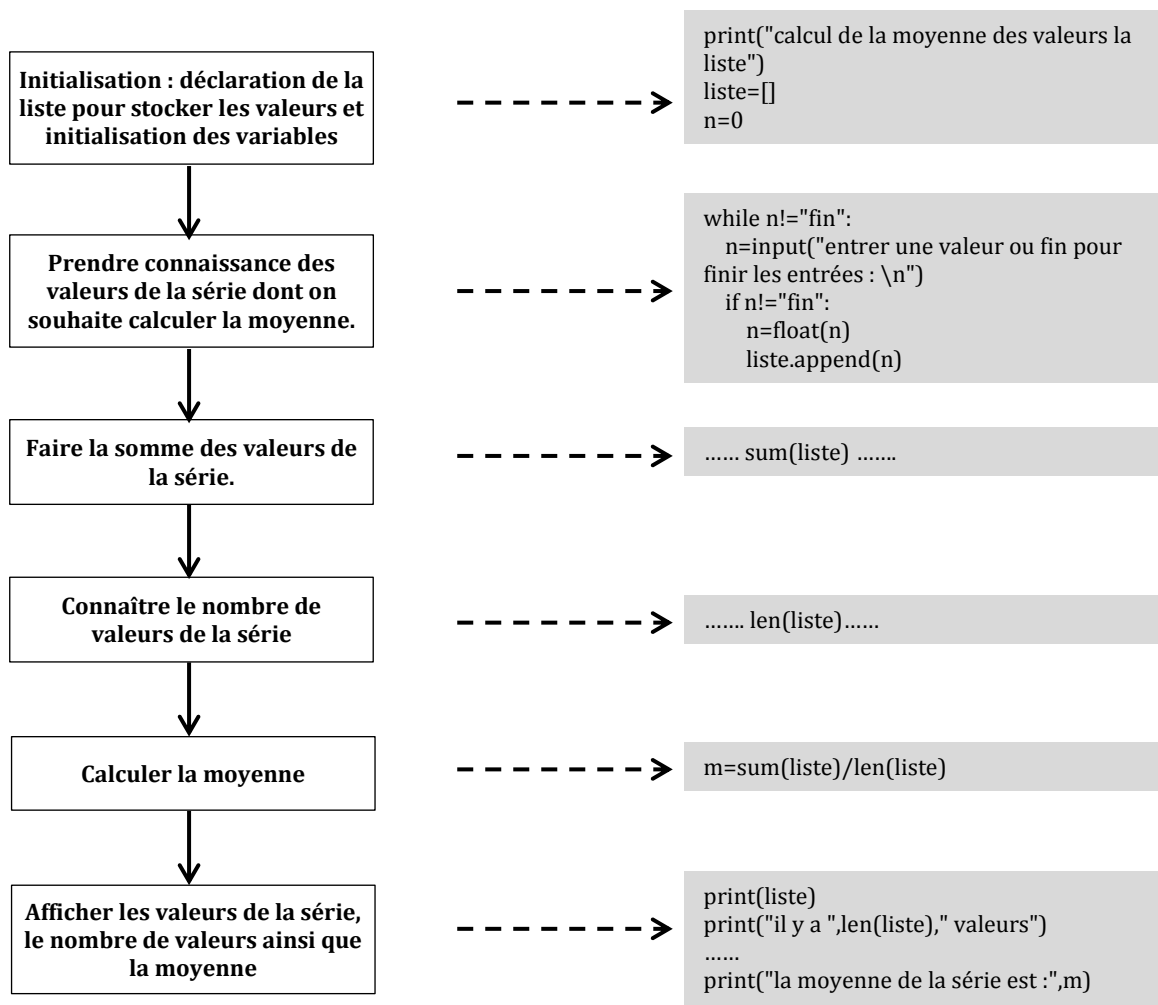 Initialisation : déclaration de la
liste pour stocker les valeurs et
initialisation des variables
print("calcul de la moyenne des valeurs la
liste")
liste=[]
n=0
Prendre connaissance des
valeurs de la série dont on
souhaite calculer la moyenne.
while n!="fin":
n=input("entrer une valeur ou fin pour
finir les entrées : \n")
if n!="fin":
n=float(n)
liste.append(n)
Faire la somme des valeurs de
la série.
…… sum(liste) …….
Connaître le nombre de
valeurs de la série
……. len(liste)……
Calculer la moyenne
m=sum(liste)/len(liste)
Afficher les valeurs de la série,
le nombre de valeurs ainsi que
la moyenne
print(liste)
print("il y a ",len(liste)," valeurs")
……
print("la moyenne de la série est :",m)